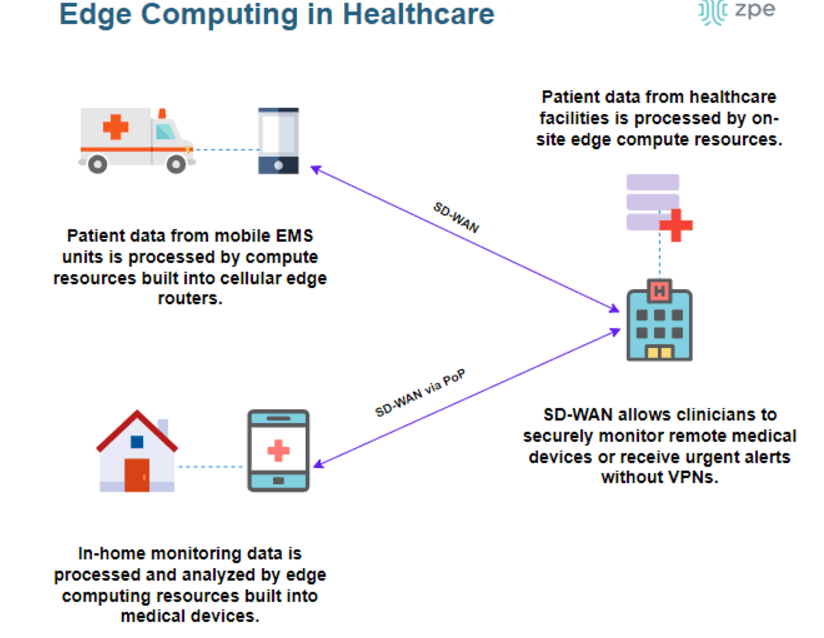 Edge Computing in Healthcare
zpe
Patient data from healthcare
facilities is processed by on-
site edge compute resources.
SD-WAN
Patient data from mobile EMS
units is processed by compute
resources built into cellular edge
routers.
H
SD-WAN via PoP
SD-WAN allows clinicians to
securely monitor remote medical
devices or receive urgent alerts
without VPNs.
In-home monitoring data is
processed and analyzed by edge
computing resources built into
medical devices.